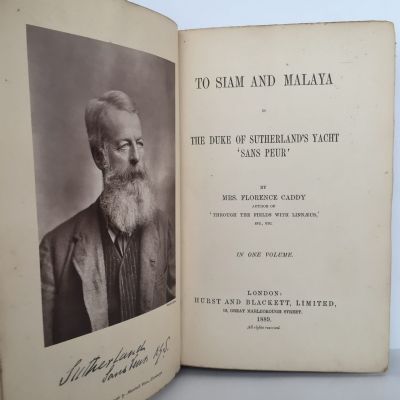 Sutherland
Sans Peur
TO SIAM AND MALAYA
IN
THE DUKE OF SUTHERLAND'S YACHT
'SANS PEUR'
BY
MRS. FLORENCE CADDY
AUTHOR OF
'THROUGH THE FIELDS WITH LINNÆUS,'
ETC., ETC.
IN ONE VOLUME.
LONDON:
HURST AND BLACKETT, LIMITED,
13, GREAT MARLBOROUGH STREET.
1889.
All rights reserved.